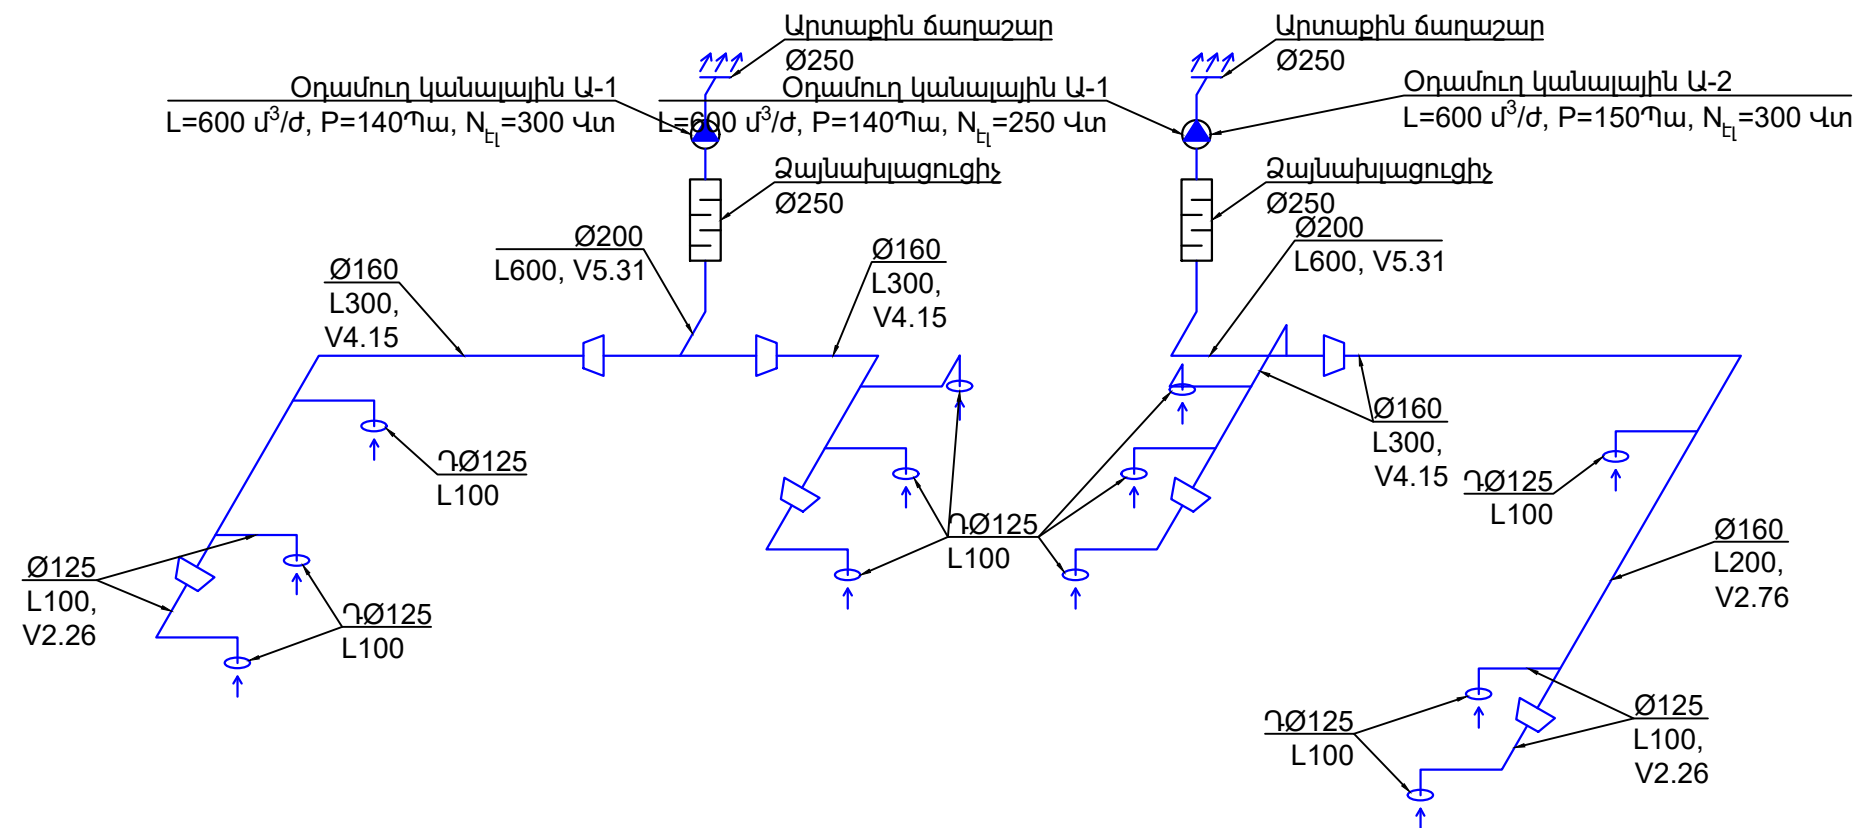 Արտաքին ճաղաշար
Ø250
Արտաքին ճաղաշար
Ø250
Օդամուղ կանալային Ա-1
L=600 մ³/ժ, P=140Պա, Nէլ=300 Վտ
Օդամուղ կանալային Ա-1
L=600 մ³/ժ, P=140Պա, Nէլ=250 Վտ
Օդամուղ կանալային Ա-2
L=600 մ³/ժ, P=150Պա, Nէլ=300 Վտ
Ձայնախլացուցիչ
Ø250
Ձայնախլացուցիչ
Ø250
Ø200
L600, V5.31
Ø200
L600, V5.31
Ø160
L300,
V4.15
Ø160
L300,
V4.15
Ø160
L300,
V4.15
ԴØ125
L100
ԴØ125
L100
ԴØ125
L100
Ø160
L200,
V2.76
Ø125
L100,
V2.26
ԴØ125
L100
ԴØ125
L100
Ø125
L100,
V2.26